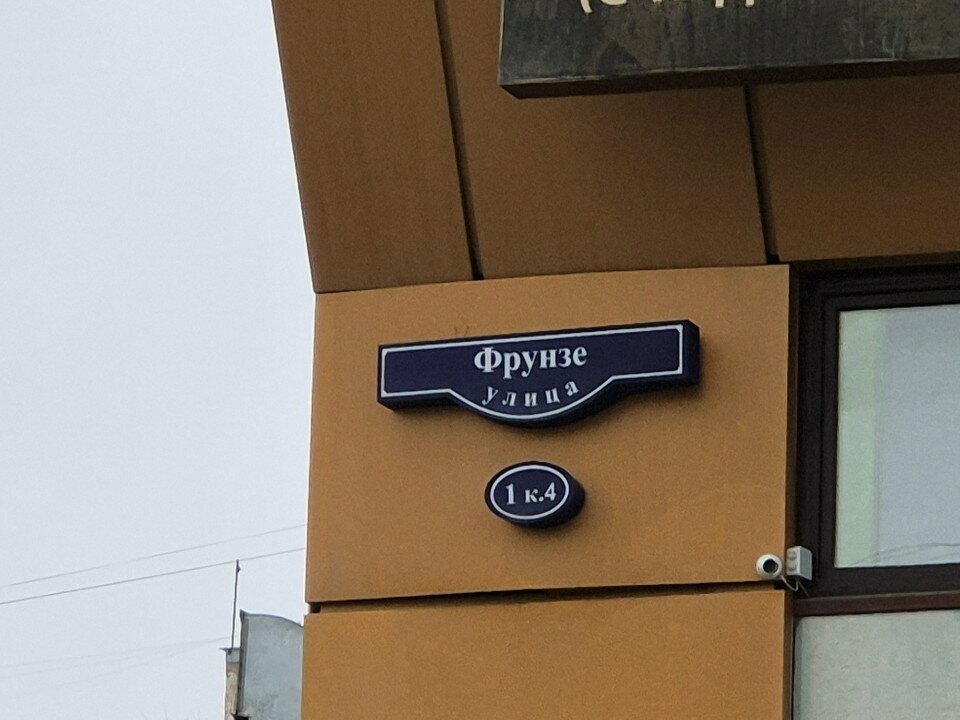 Фрунзе
улица
1 к.4